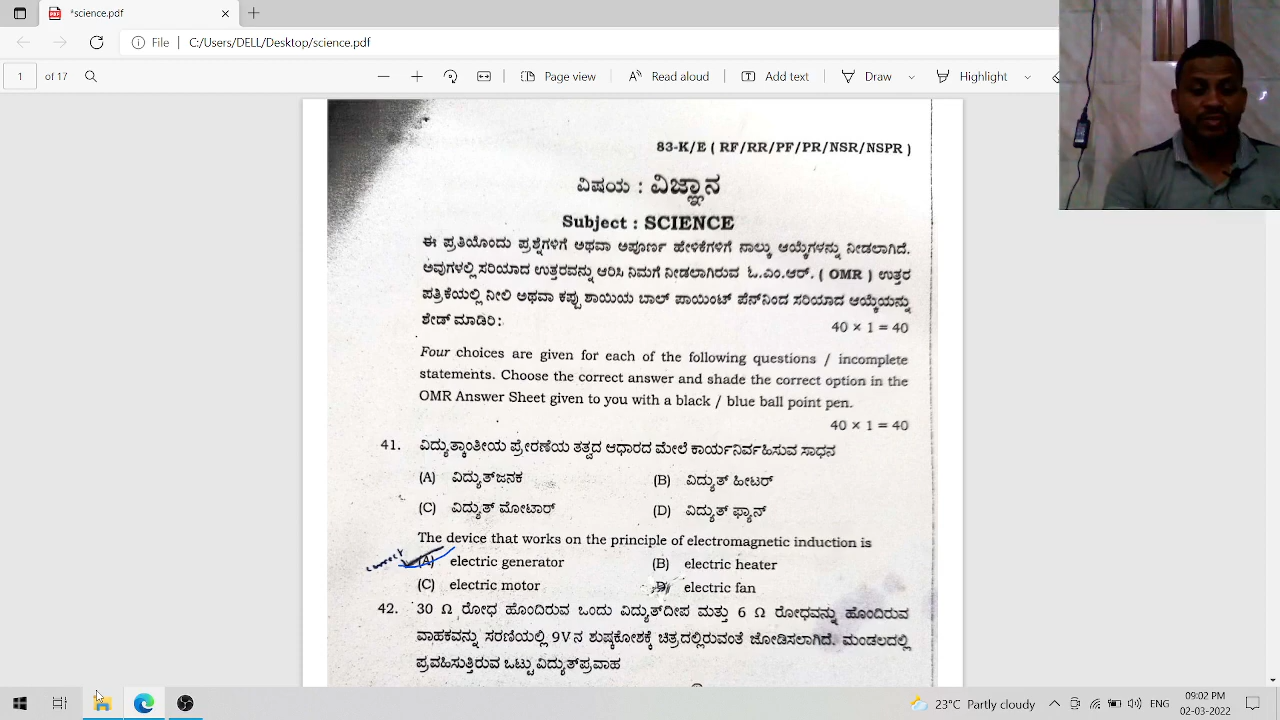 *science.pdf
File | C:/Users/DELL/Desktop/science.pdf
1 of 17 Page view Read aloud Add text Draw Highlight
83-K/E ( RF/RR/PF/PR/NSR/NSPR )
ವಿಷಯ : ವಿಜ್ಞಾನ
Subject : SCIENCE
ಈ ಪ್ರತಿಯೊಂದು ಪ್ರಶ್ನೆಗಳಿಗೆ ಅಥವಾ ಅಪೂರ್ಣ ಹೇಳಿಕೆಗಳಿಗೆ ನಾಲ್ಕು ಆಯ್ಕೆಗಳನ್ನು ನೀಡಲಾಗಿದೆ.
ಅವುಗಳಲ್ಲಿ ಸರಿಯಾದ ಉತ್ತರವನ್ನು ಆರಿಸಿ ನಿಮಗೆ ನೀಡಲಾಗಿರುವ ಓ.ಎಂ.ಆರ್. ( OMR ) ಉತ್ತರ
ಪತ್ರಿಕೆಯಲ್ಲಿ ನೀಲಿ ಅಥವಾ ಕಪ್ಪು ಶಾಯಿಯ ಬಾಲ್ ಪಾಯಿಂಟ್ ಪೆನ್‌ನಿಂದ ಸರಿಯಾದ ಆಯ್ಕೆಯನ್ನು
ಶೇಡ್ ಮಾಡಿರಿ :
40 × 1 = 40
Four choices are given for each of the following questions / incomplete
statements. Choose the correct answer and shade the correct option in the
OMR Answer Sheet given to you with a black / blue ball point pen.
40 × 1 = 40
41. ವಿದ್ಯುತ್ಕಾಂತೀಯ ಪ್ರೇರಣೆಯ ತತ್ವದ ಆಧಾರದ ಮೇಲೆ ಕಾರ್ಯನಿರ್ವಹಿಸುವ ಸಾಧನ
(A) ವಿದ್ಯುತ್‌ಜನಕ (B) ವಿದ್ಯುತ್ ಹೀಟರ್
(C) ವಿದ್ಯುತ್ ಮೋಟಾರ್ (D) ವಿದ್ಯುತ್ ಫ್ಯಾನ್
The device that works on the principle of electromagnetic induction is
correct (A) electric generator (B) electric heater
(C) electric motor (D) electric fan
42. 30 Ω ರೋಧ ಹೊಂದಿರುವ ಒಂದು ವಿದ್ಯುತ್‌ದೀಪ ಮತ್ತು 6 Ω ರೋಧವನ್ನು ಹೊಂದಿರುವ
ವಾಹಕವನ್ನು ಸರಣಿಯಲ್ಲಿ 9V ನ ಶುಷ್ಕಕೋಶಕ್ಕೆ ಚಿತ್ರದಲ್ಲಿರುವಂತೆ ಜೋಡಿಸಲಾಗಿದೆ. ಮಂಡಲದಲ್ಲಿ
ಪ್ರವಹಿಸುತ್ತಿರುವ ಒಟ್ಟು ವಿದ್ಯುತ್‌ಪ್ರವಾಹ
23°C Partly cloudy ENG 09:02 PM
02-03-2022